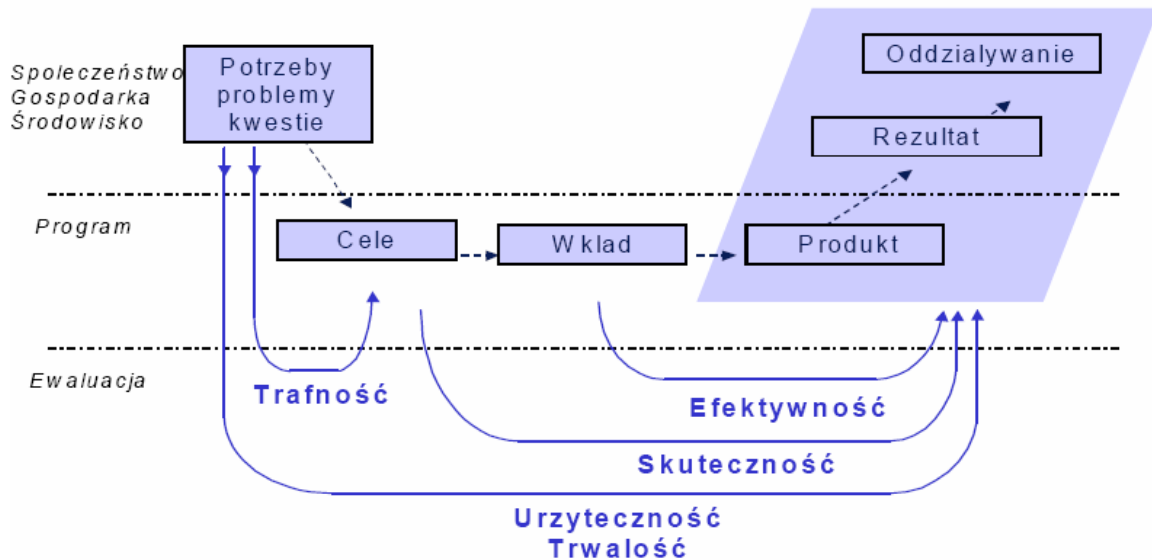 Oddzialywanie
Społeczeństwo
Gospodarka
Środowisko
Potrzeby
problemy
kwestie
Rezultat
Program
Cele
Wklad
Produkt
Ewaluacja
Trafność
Efektywność
Skuteczność
Urzyteczność
Trwalość